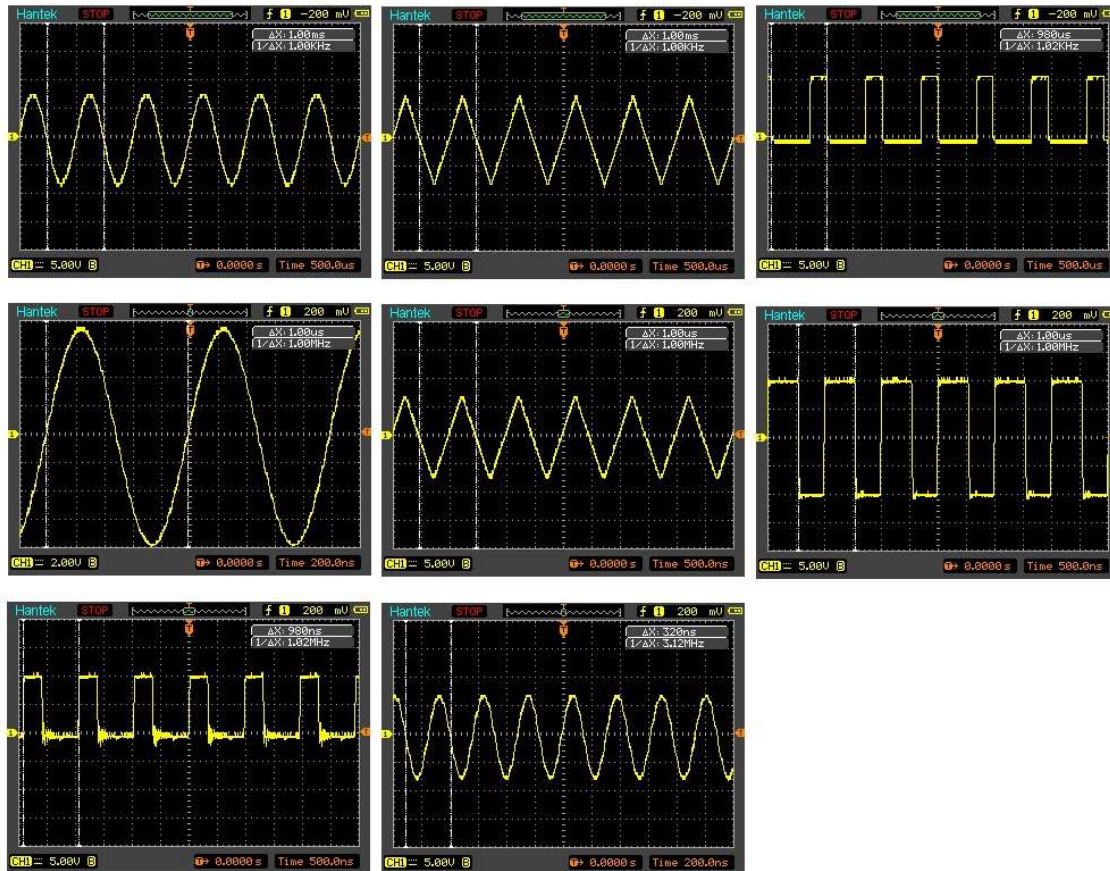 Hantek STOP T 1 -200 mV
T
ΔX: 1.00ms
1/ΔX: 1.00KHz
1 T
CH1 5.00V B T→ 0.0000 s Time 500.0us
Hantek STOP T 1 -200 mV
T
ΔX: 1.00ms
1/ΔX: 1.00KHz
1 T
CH1 5.00V B T→ 0.0000 s Time 500.0us
Hantek STOP T 1 -200 mV
T
ΔX: 980us
1/ΔX: 1.02KHz
1
CH1 5.00V B T→ 0.0000 s Time 500.0us
Hantek STOP T 1 200 mV
T
ΔX: 1.00us
1/ΔX: 1.00MHz
1 T
CH1 2.00V B T→ 0.0000 s Time 200.0ns
Hantek STOP T 1 200 mV
T
ΔX: 1.00us
1/ΔX: 1.00MHz
1 T
CH1 5.00V B T→ 0.0000 s Time 500.0ns
Hantek STOP T 1 200 mV
T
ΔX: 1.00us
1/ΔX: 1.00MHz
1
CH1 5.00V B T→ 0.0000 s Time 500.0ns
Hantek STOP T 1 200 mV
T
ΔX: 980ns
1/ΔX: 1.02MHz
1 T
CH1 5.00V B T→ 0.0000 s Time 500.0ns
Hantek STOP T 1 200 mV
T
ΔX: 320ns
1/ΔX: 3.12MHz
1 T
CH1 5.00V B T→ 0.0000 s Time 200.0ns